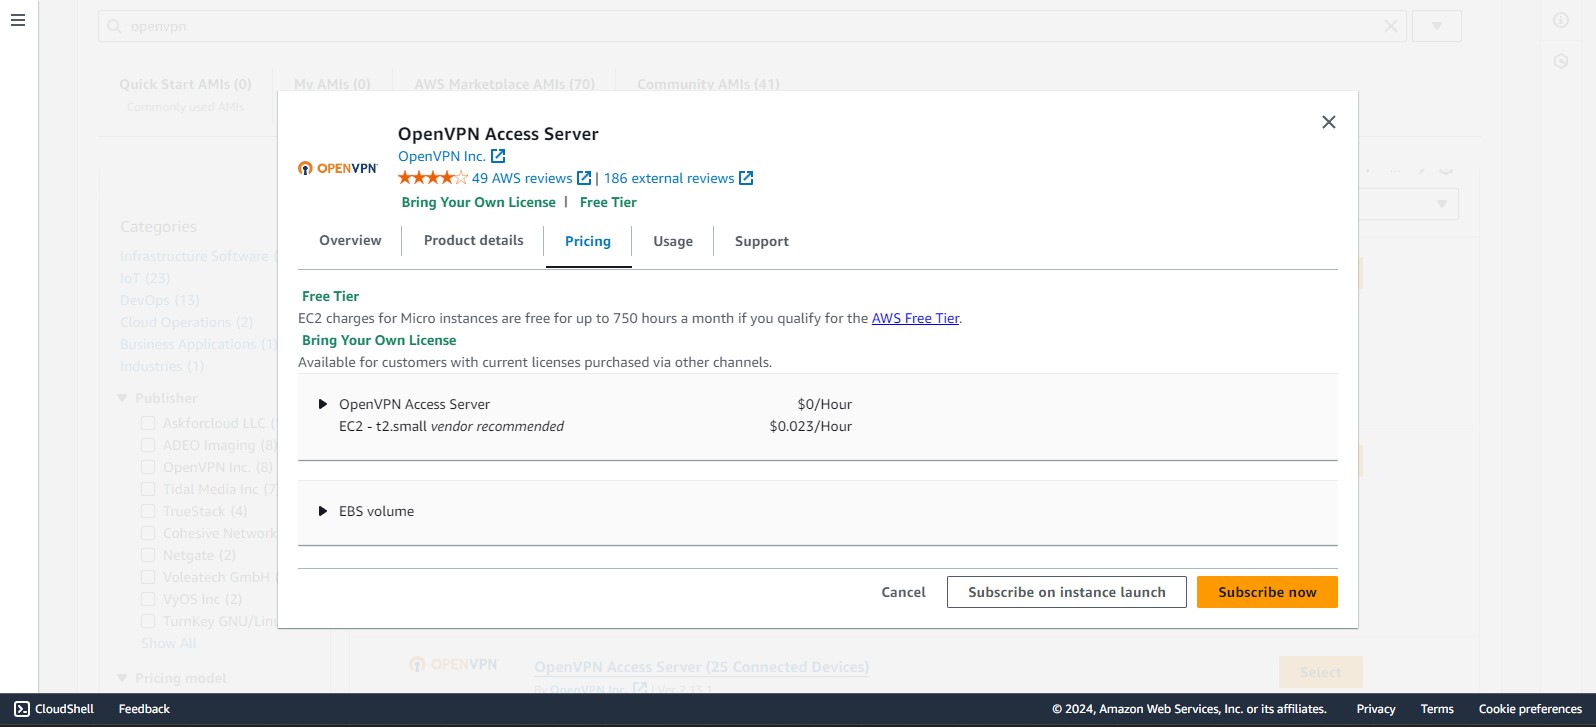 openvpn
Quick Start AMIs (0)
My AMIs (0)
AWS Marketplace AMIs (70)
Community AMIs (41)
Commonly used AMIs
OpenVPN Access Server
OpenVPN Inc.
49 AWS reviews | 186 external reviews
OPENVPN
Bring Your Own License | Free Tier
Overview
Product details
Pricing
Usage
Support
Free Tier
EC2 charges for Micro instances are free for up to 750 hours a month if you qualify for the AWS Free Tier.
Bring Your Own License
Available for customers with current licenses purchased via other channels.
OpenVPN Access Server $0/Hour
EC2 - t2.small vendor recommended $0.023/Hour
EBS volume
Cancel
Subscribe on instance launch
Subscribe now
Categories
Infrastructure Software
IoT (23)
DevOps (13)
Cloud Operations (2)
Business Applications (1)
Industries (1)
Publisher
Askforcloud LLC
ADEO Imaging (8)
OpenVPN Inc. (8)
Tidal Media Inc (7
TrueStack (4)
Cohesive Network
Netgate (2)
Voleatech GmbH
VyOS Inc (2)
TurnKey GNU/Linu
Show All
Pricing model
OPENVPN
OpenVPN Access Server (25 Connected Devices)
By OpenVPN Inc. | Ver 2.13.1
Select
CloudShell
Feedback
© 2024, Amazon Web Services, Inc. or its affiliates.
Privacy
Terms
Cookie preferences